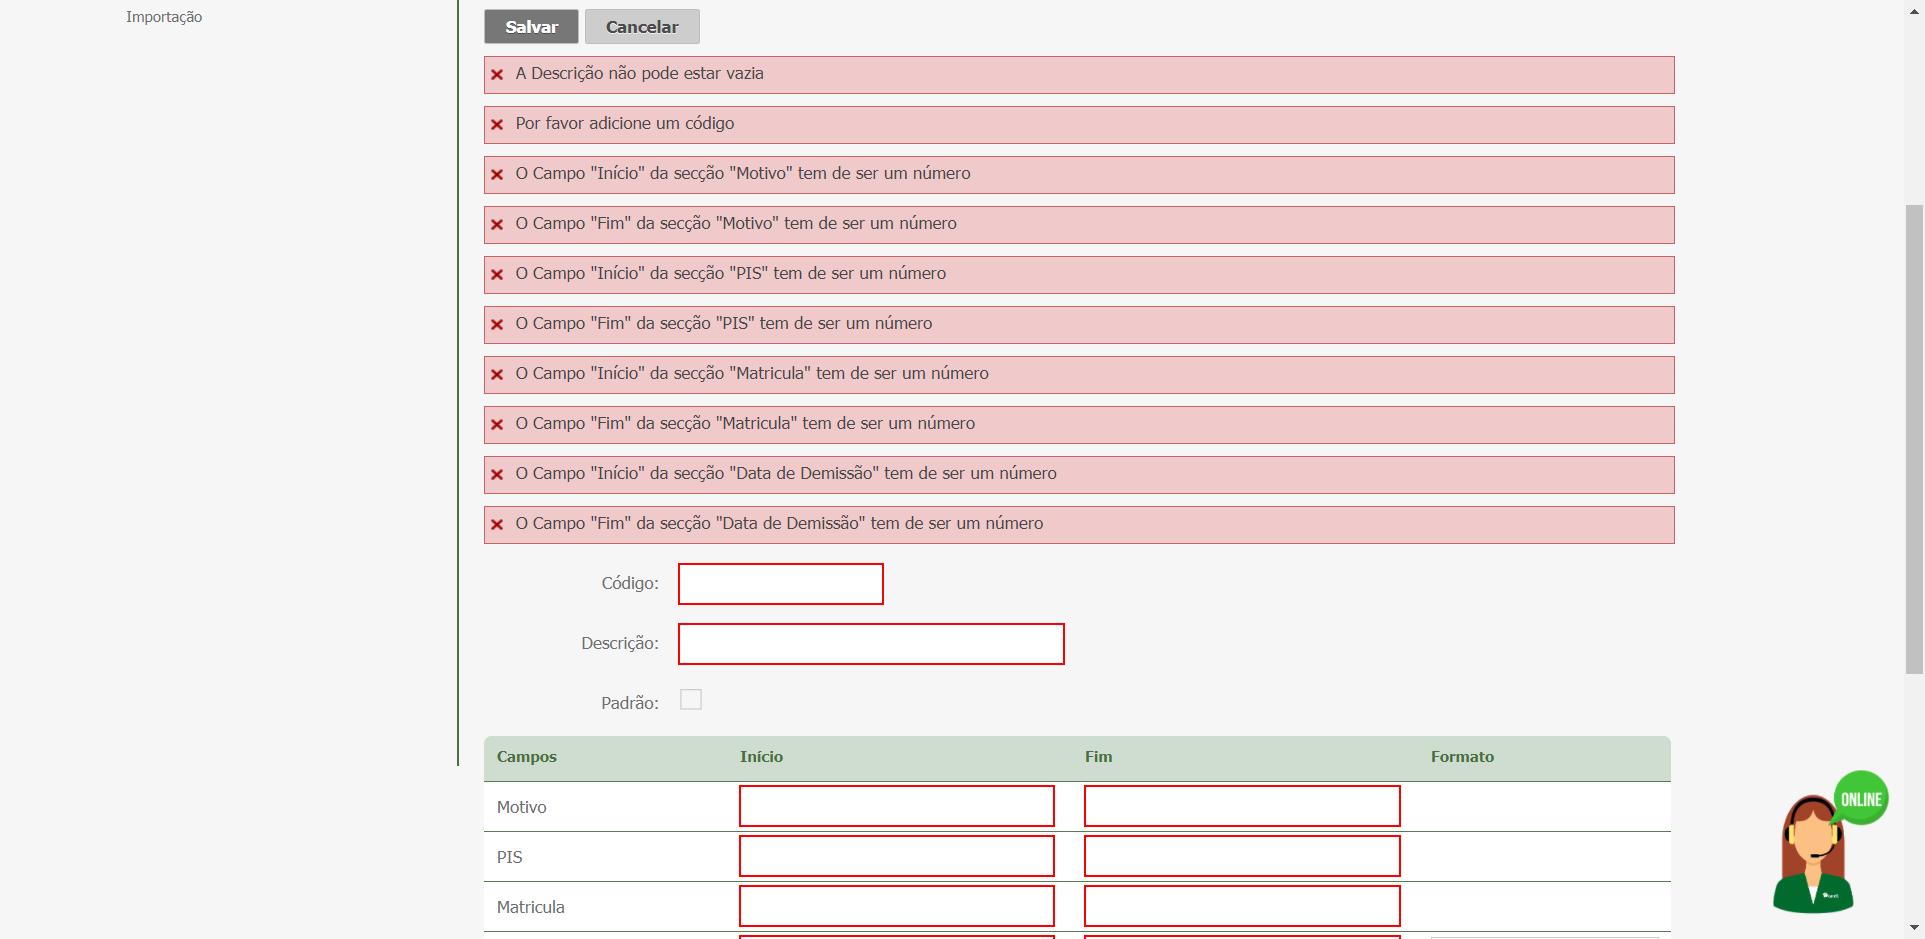 Importação
Salvar Cancelar
A Descrição não pode estar vazia
Por favor adicione um código
O Campo "Início" da secção "Motivo" tem de ser um número
O Campo "Fim" da secção "Motivo" tem de ser um número
O Campo "Início" da secção "PIS" tem de ser um número
O Campo "Fim" da secção "PIS" tem de ser um número
O Campo "Início" da secção "Matricula" tem de ser um número
O Campo "Fim" da secção "Matricula" tem de ser um número
O Campo "Início" da secção "Data de Demissão" tem de ser um número
O Campo "Fim" da secção "Data de Demissão" tem de ser um número
Código:
Descrição:
Padrão:
Campos Início Fim Formato
Motivo
ONLINE
PIS
Matricula